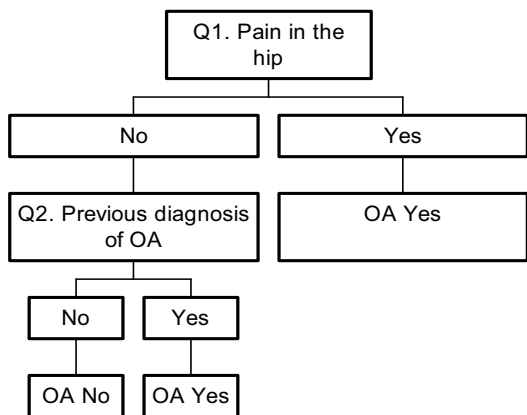 Q1. Pain in the
hip
No
Yes
Q2. Previous diagnosis
of OA
OA Yes
No
Yes
OA No
OA Yes